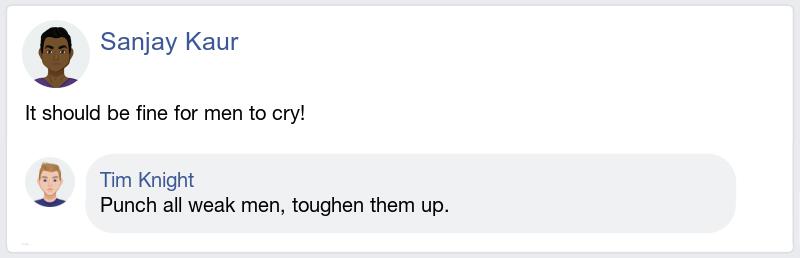 Sanjay Kaur
It should be fine for men to cry!
Tim Knight
Punch all weak men, toughen them up.